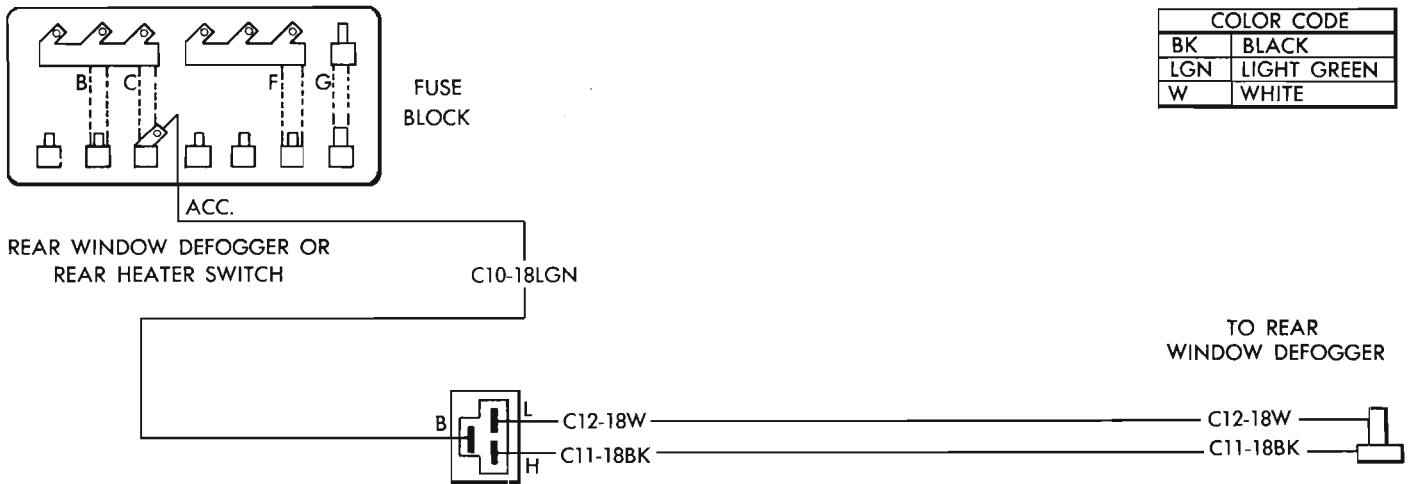 COLOR CODE
BK BLACK
LGN LIGHT GREEN
W WHITE
B C F G
FUSE
BLOCK
ACC.
REAR WINDOW DEFOGGER OR
REAR HEATER SWITCH
C10-18LGN
TO REAR
WINDOW DEFOGGER
B L C12-18W C12-18W
H C11-18BK C11-18BK